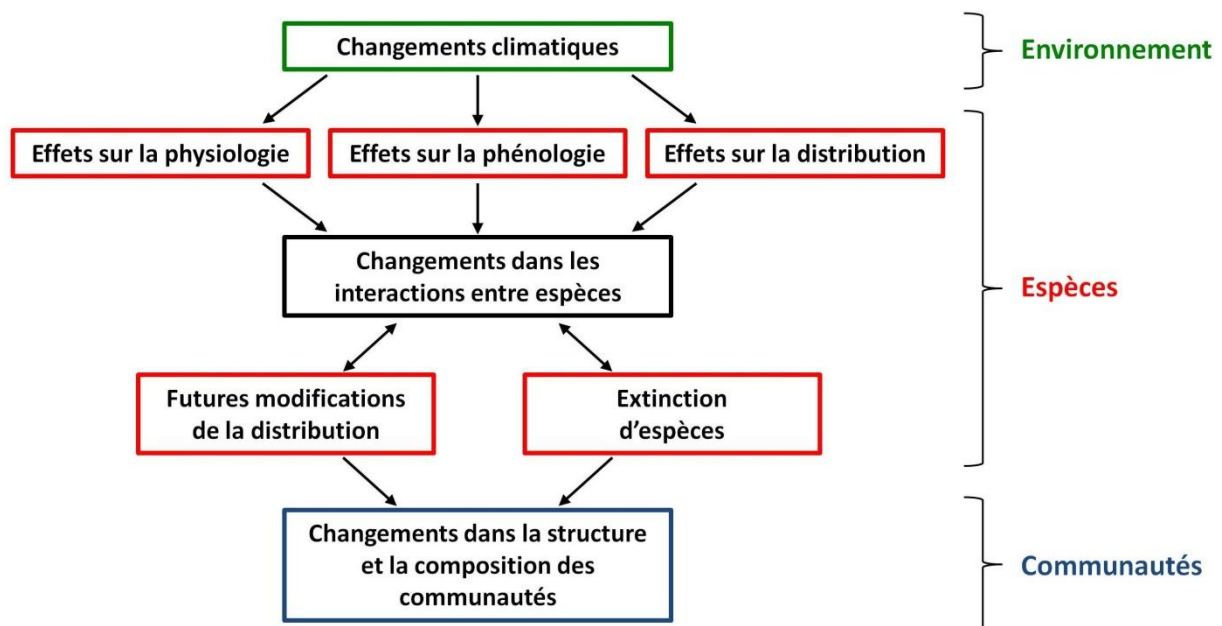 Changements climatiques
Environnement
Effets sur la physiologie
Effets sur la phénologie
Effets sur la distribution
Changements dans les
interactions entre espèces
Espèces
Futures modifications
de la distribution
Extinction
d'espèces
Changements dans la structure
et la composition des
communautés
Communautés